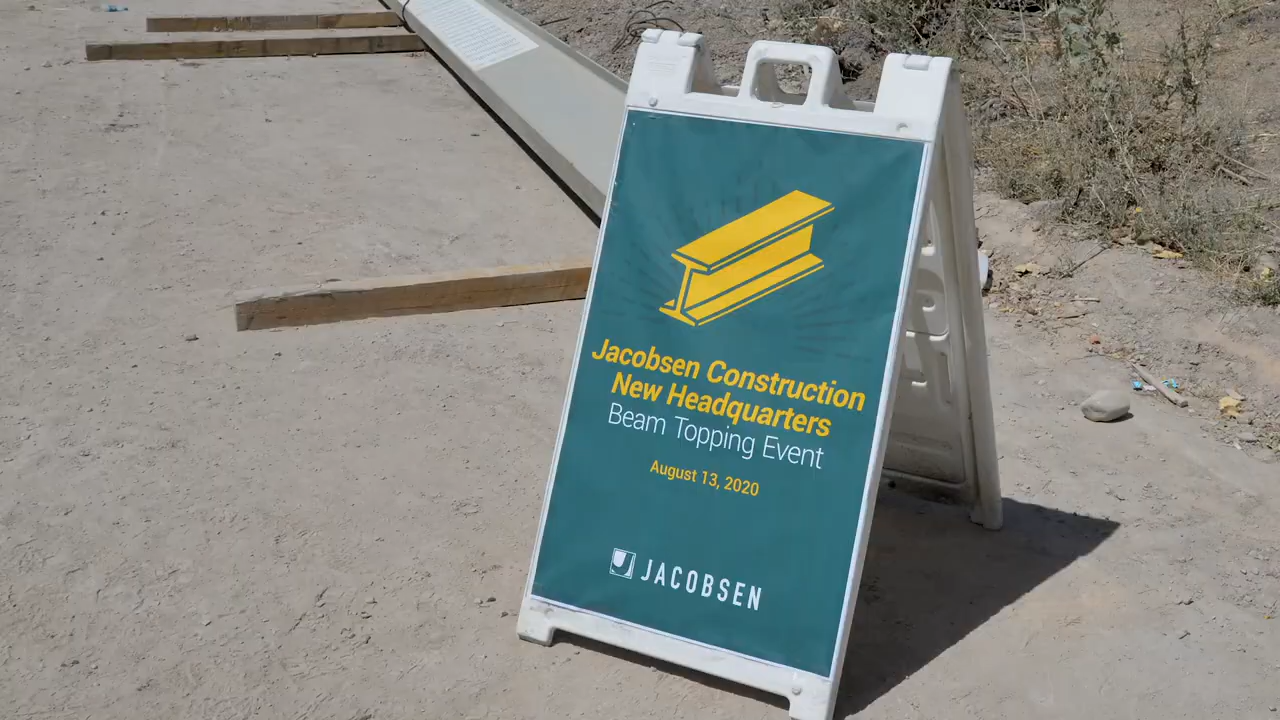 Jacobsen Construction
New Headquarters
Beam Topping Event
August 13, 2020
JACOBSEN